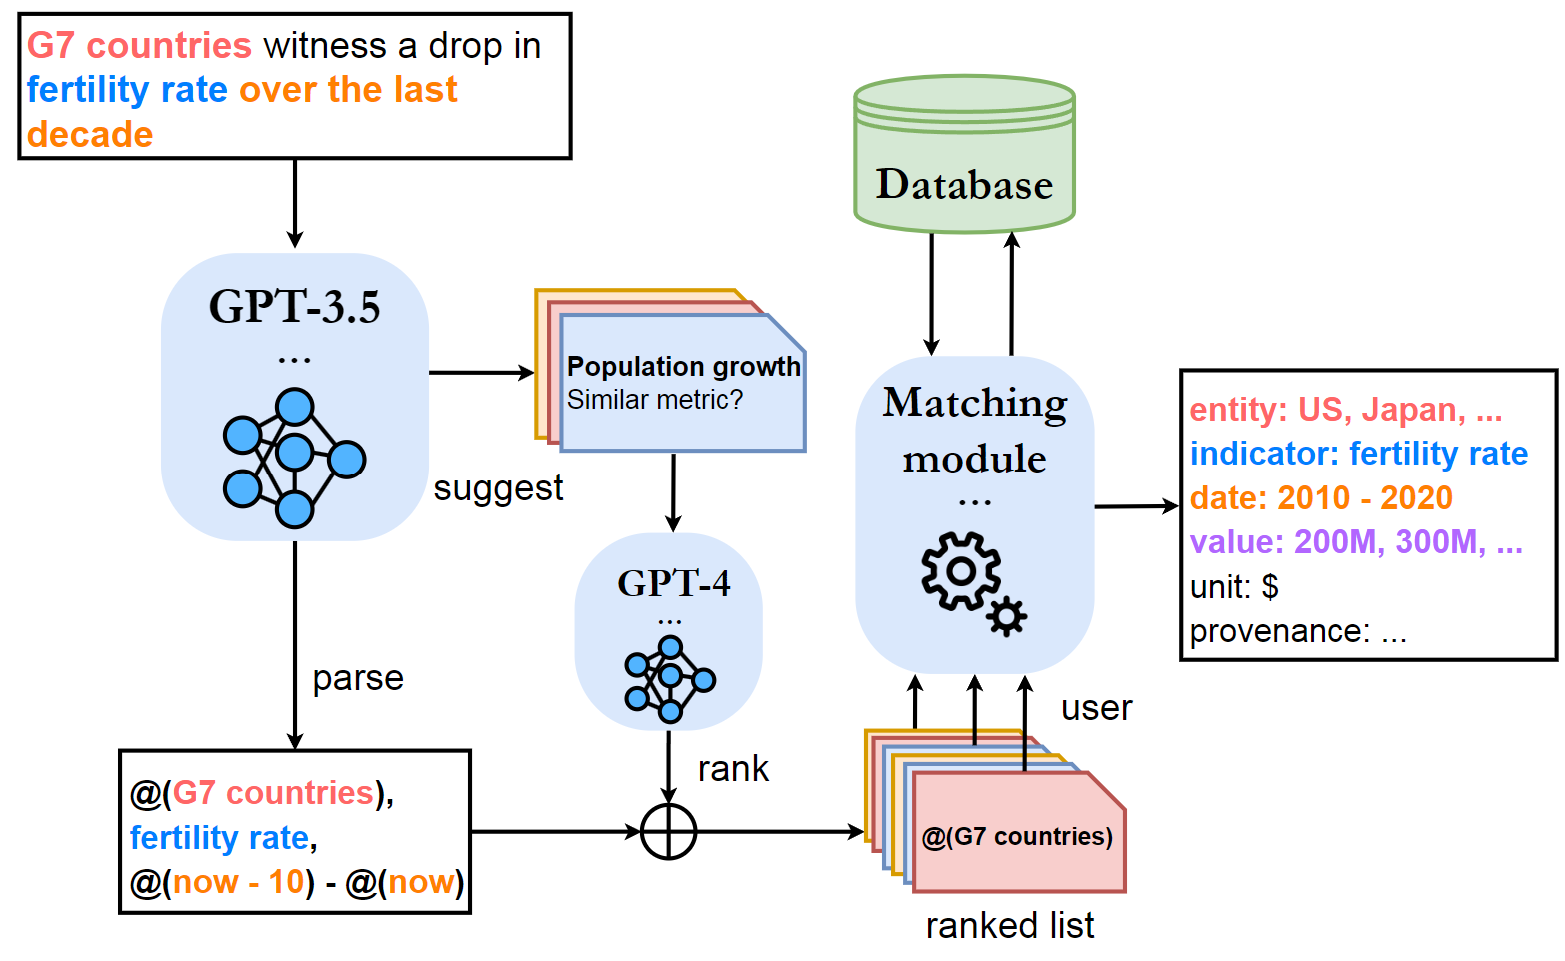 G7 countries witness a drop in
fertility rate over the last
decade
GPT-3.5
...
Population growth
Similar metric?
suggest
parse
GPT-4
...
rank
@(G7 countries),
fertility rate,
@(now - 10) - @(now)
Database
Matching
module
...
user
@(G7 countries)
ranked list
entity: US, Japan, ...
indicator: fertility rate
date: 2010 - 2020
value: 200M, 300M, ...
unit: $
provenance: ...